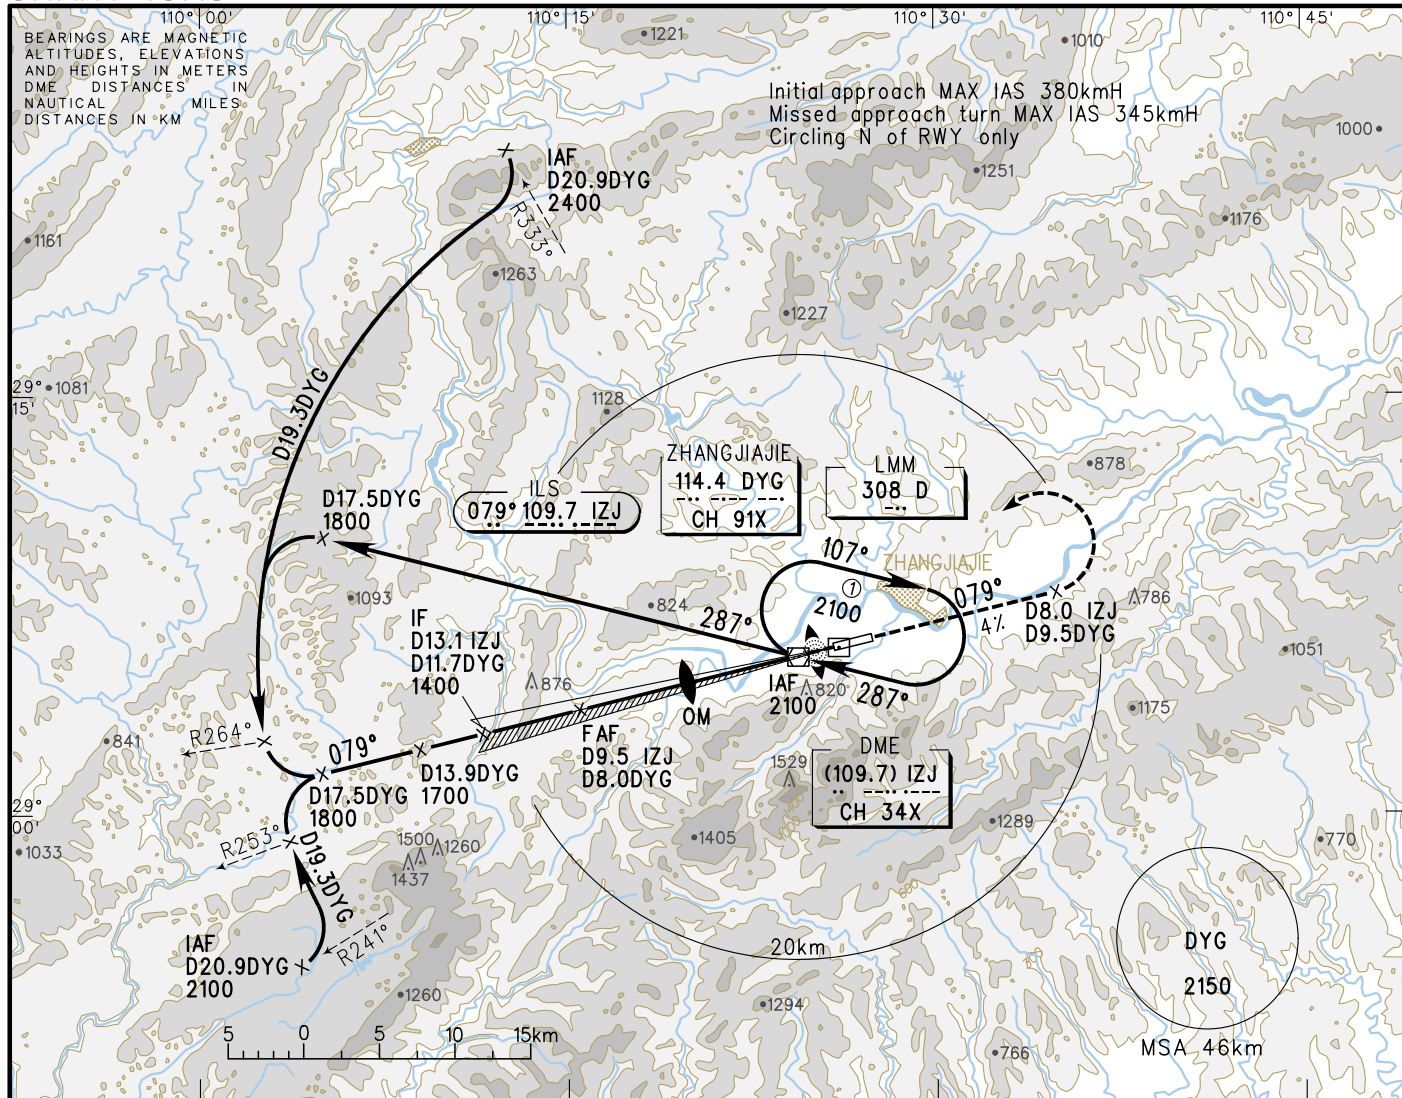 110° 00'
110° 15'
110° 30'
110° 45'
BEARINGS ARE MAGNETIC
ALTITUDES, ELEVATIONS
AND HEIGHTS IN METERS
DME DISTANCES IN
NAUTICAL MILES
DISTANCES IN KM
1221
1010
Initial approach MAX IAS 380kmH
Missed approach turn MAX IAS 345kmH
Circling N of RWY only
1000
IAF
D20.9DYG
2400
R333°
1251
1176
1161
1263
1227
29°
15'
1081
D19.3DYG
1128
ZHANGJIAJIE
114.4 DYG
CH 91X
LMM
308 D
878
ILS
079° 109.7 IZJ
D17.5DYG
1800
107°
ZHANGJIAJIE
1
2100
079°
4%
786
1093
824
287°
D8.0 IZJ
D9.5DYG
IF
D13.1 IZJ
D11.7DYG
1400
1051
876
IAF
2100
820
287°
OM
1175
R264°
841
079°
D13.9DYG
1700
FAF
D9.5 IZJ
D8.0DYG
DME
(109.7) IZJ
CH 34X
1529
D17.5DYG
1800
29°
00'
1033
R253°
D19.3DYG
1500
1260
1437
1405
1289
770
600
IAF
D20.9DYG
2100
R241°
20km
DYG
2150
1260
1294
5 0 5 10 15km
766
MSA 46km